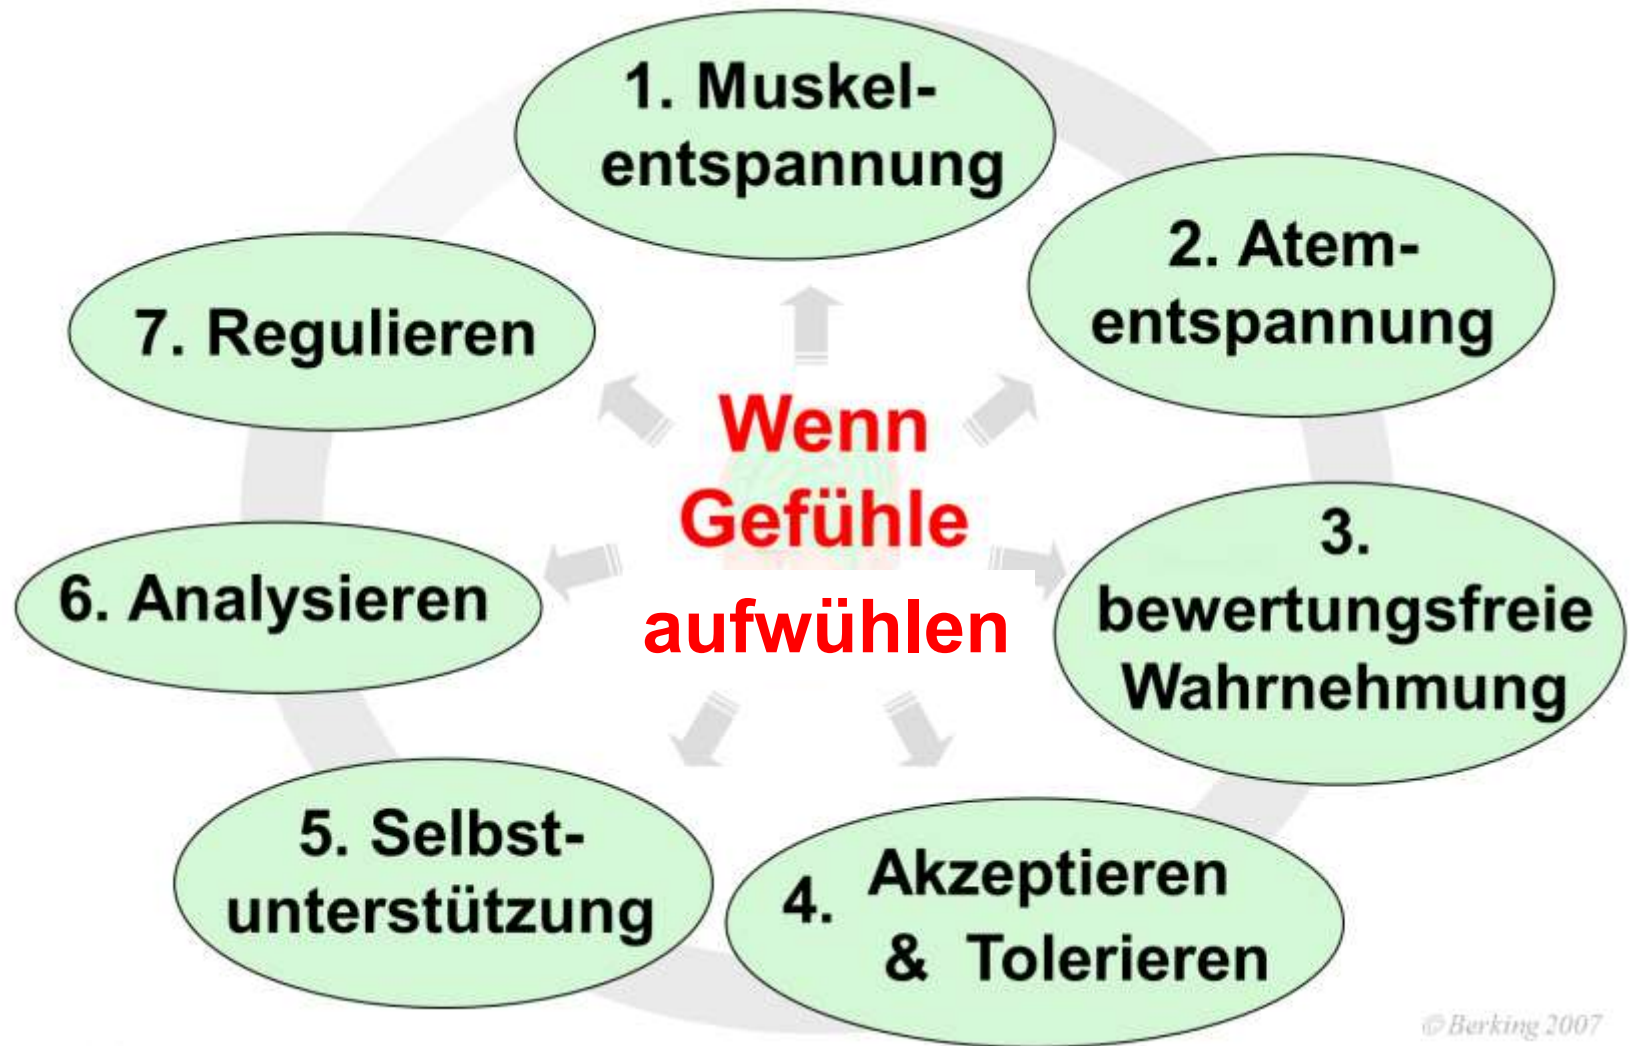 1. Muskel-
entspannung
2. Atem-
entspannung
3.
bewertungsfreie
Wahrnehmung
4. Akzeptieren
& Tolerieren
5. Selbst-
unterstützung
6. Analysieren
7. Regulieren
Wenn
Gefühle
aufwühlen
© Berking 2007